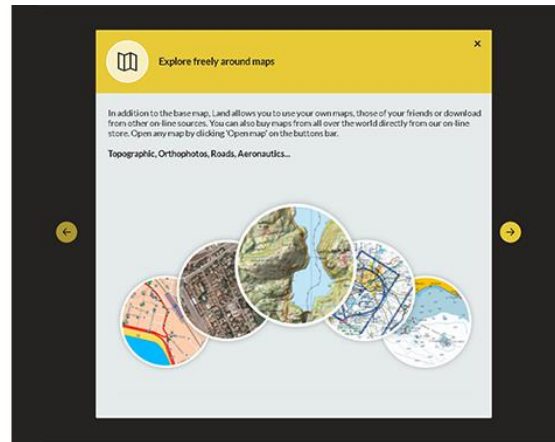 Explore freely around maps
In addition to the base map, Land allows you to use your own maps, those of your friends or download
from other on-line sources. You can also buy maps from all over the world directly from our on-line
store. Open any map by clicking 'Open map' on the buttons bar.
Topographic, Orthophotos, Roads, Aeronautics...